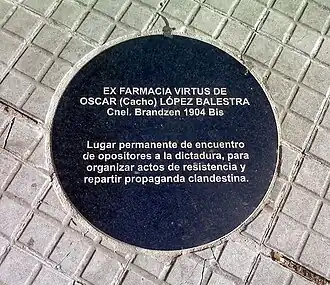 EX FARMACIA VIRTUS DE
OSCAR (Cacho) LÓPEZ BALESTRA
Cnel. Brandzen 1904 Bis
Lugar permanente de encuentro
de opositores a la dictadura, para
organizar actos de resistencia y
repartir propaganda clandestina.